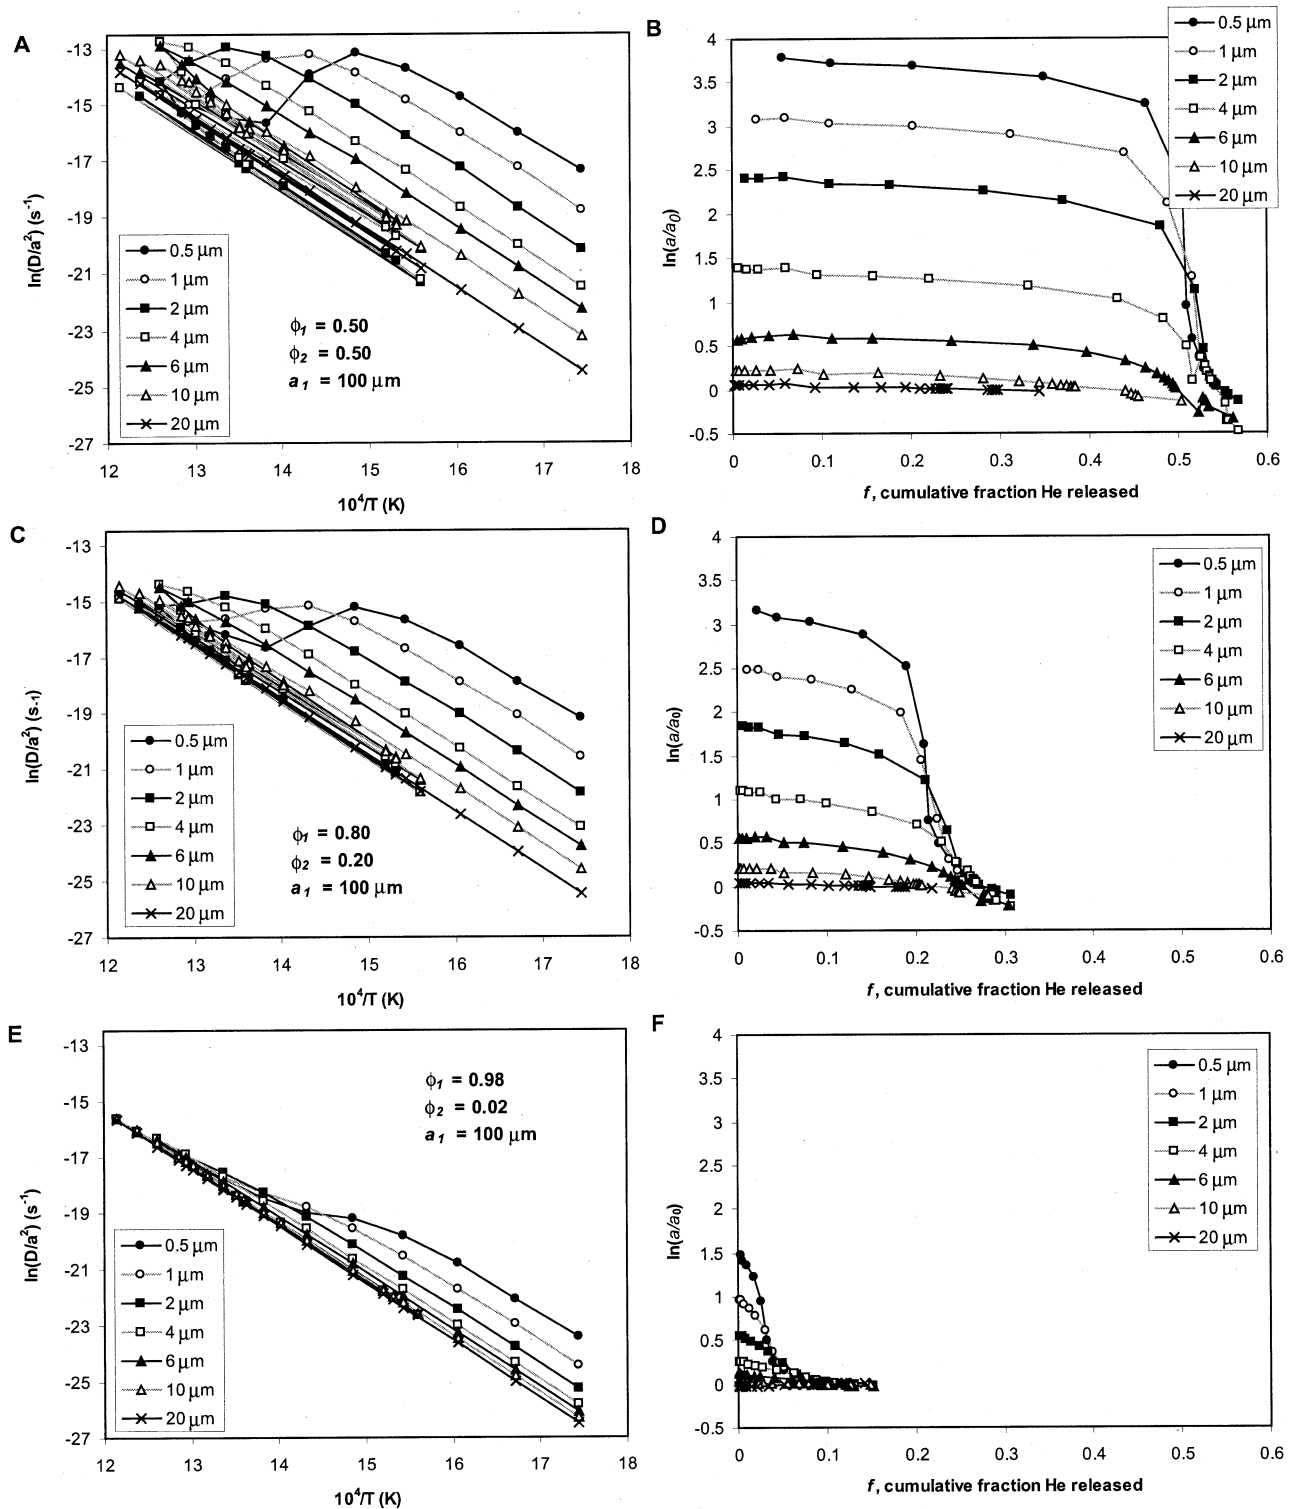 A
-13
-15
-17
-19
-21
-23
-25
-27
ln(D/a²) (s⁻¹)
0.5 μm
1 μm
2 μm
4 μm
6 μm
10 μm
20 μm
ϕ₁ = 0.50
ϕ₂ = 0.50
a₁ = 100 μm
12 13 14 15 16 17 18
10⁴/T (K)
B
4
3.5
3
2.5
2
1.5
1
0.5
0
-0.5
ln(a/a₀)
0.5 μm
1 μm
2 μm
4 μm
6 μm
10 μm
20 μm
0 0.1 0.2 0.3 0.4 0.5 0.6
f, cumulative fraction He released
C
-13
-15
-17
-19
-21
-23
-25
-27
ln(D/a²) (s-1)
0.5 μm
1 μm
2 μm
4 μm
6 μm
10 μm
20 μm
ϕ₁ = 0.80
ϕ₂ = 0.20
a₁ = 100 μm
12 13 14 15 16 17 18
10⁴/T (K)
D
4
3.5
3
2.5
2
1.5
1
0.5
0
-0.5
ln(a/a₀)
0.5 μm
1 μm
2 μm
4 μm
6 μm
10 μm
20 μm
0 0.1 0.2 0.3 0.4 0.5 0.6
f, cumulative fraction He released
E
-13
-15
-17
-19
-21
-23
-25
-27
ln(D/a²) (s⁻¹)
ϕ₁ = 0.98
ϕ₂ = 0.02
a₁ = 100 μm
0.5 μm
1 μm
2 μm
4 μm
6 μm
10 μm
20 μm
12 13 14 15 16 17 18
10⁴/T (K)
F
4
3.5
3
2.5
2
1.5
1
0.5
0
-0.5
ln(a/a₀)
0.5 μm
1 μm
2 μm
4 μm
6 μm
10 μm
20 μm
0 0.1 0.2 0.3 0.4 0.5 0.6
f, cumulative fraction He released